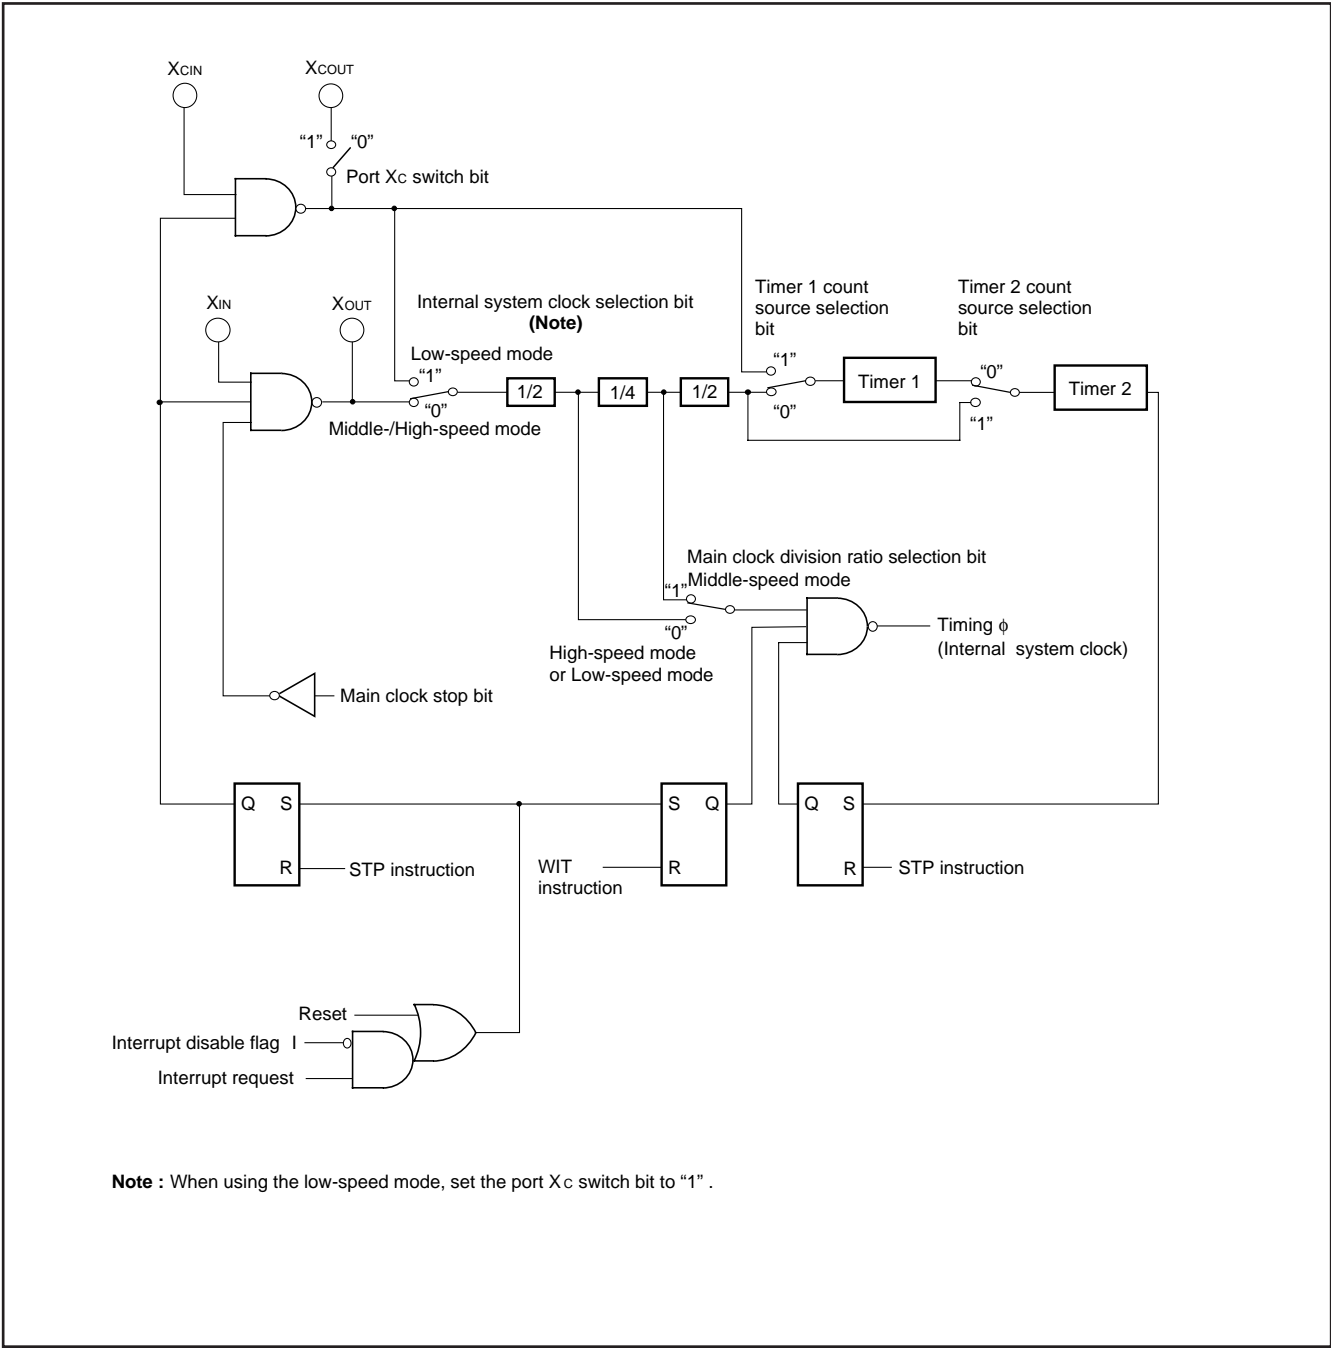 XCIN
XCOUT
“1”
“0”
Port XC switch bit
XIN
XOUT
Internal system clock selection bit
(Note)
Low-speed mode
“1”
“0”
Middle-/High-speed mode
1/2
1/4
1/2
Timer 1 count
source selection
bit
“1”
“0”
Timer 1
Timer 2 count
source selection
bit
“0”
“1”
Timer 2
Main clock division ratio selection bit
Middle-speed mode
“1”
“0”
High-speed mode
or Low-speed mode
Timing ϕ
(Internal system clock)
Main clock stop bit
Q S
R
STP instruction
S Q
R
WIT
instruction
Q S
R
STP instruction
Reset
Interrupt disable flag I
Interrupt request
Note : When using the low-speed mode, set the port XC switch bit to “1” .